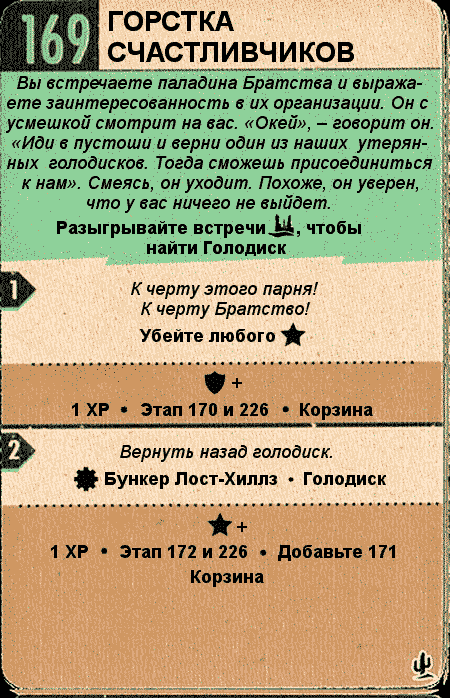 169
ГОРСТКА
СЧАСТЛИВЧИКОВ
Вы встречаете паладина Братства и выража-
ете заинтересованность в их организации. Он с
усмешкой смотрит на вас. «Окей», – говорит он.
«Иди в пустоши и верни один из наших утерян-
ных голодисков. Тогда сможешь присоединиться
к нам». Смеясь, он уходит. Похоже, он уверен,
что у вас ничего не выйдет.
Разыгрывайте встречи , чтобы
найти Голодиск
1
К черту этого парня!
К черту Братство!
Убейте любого
+
1 XP • Этап 170 и 226 • Корзина
2
Вернуть назад голодиск.
Бункер Лост-Хиллз • Голодиск
+
1 XP • Этап 172 и 226 • Добавьте 171
Корзина